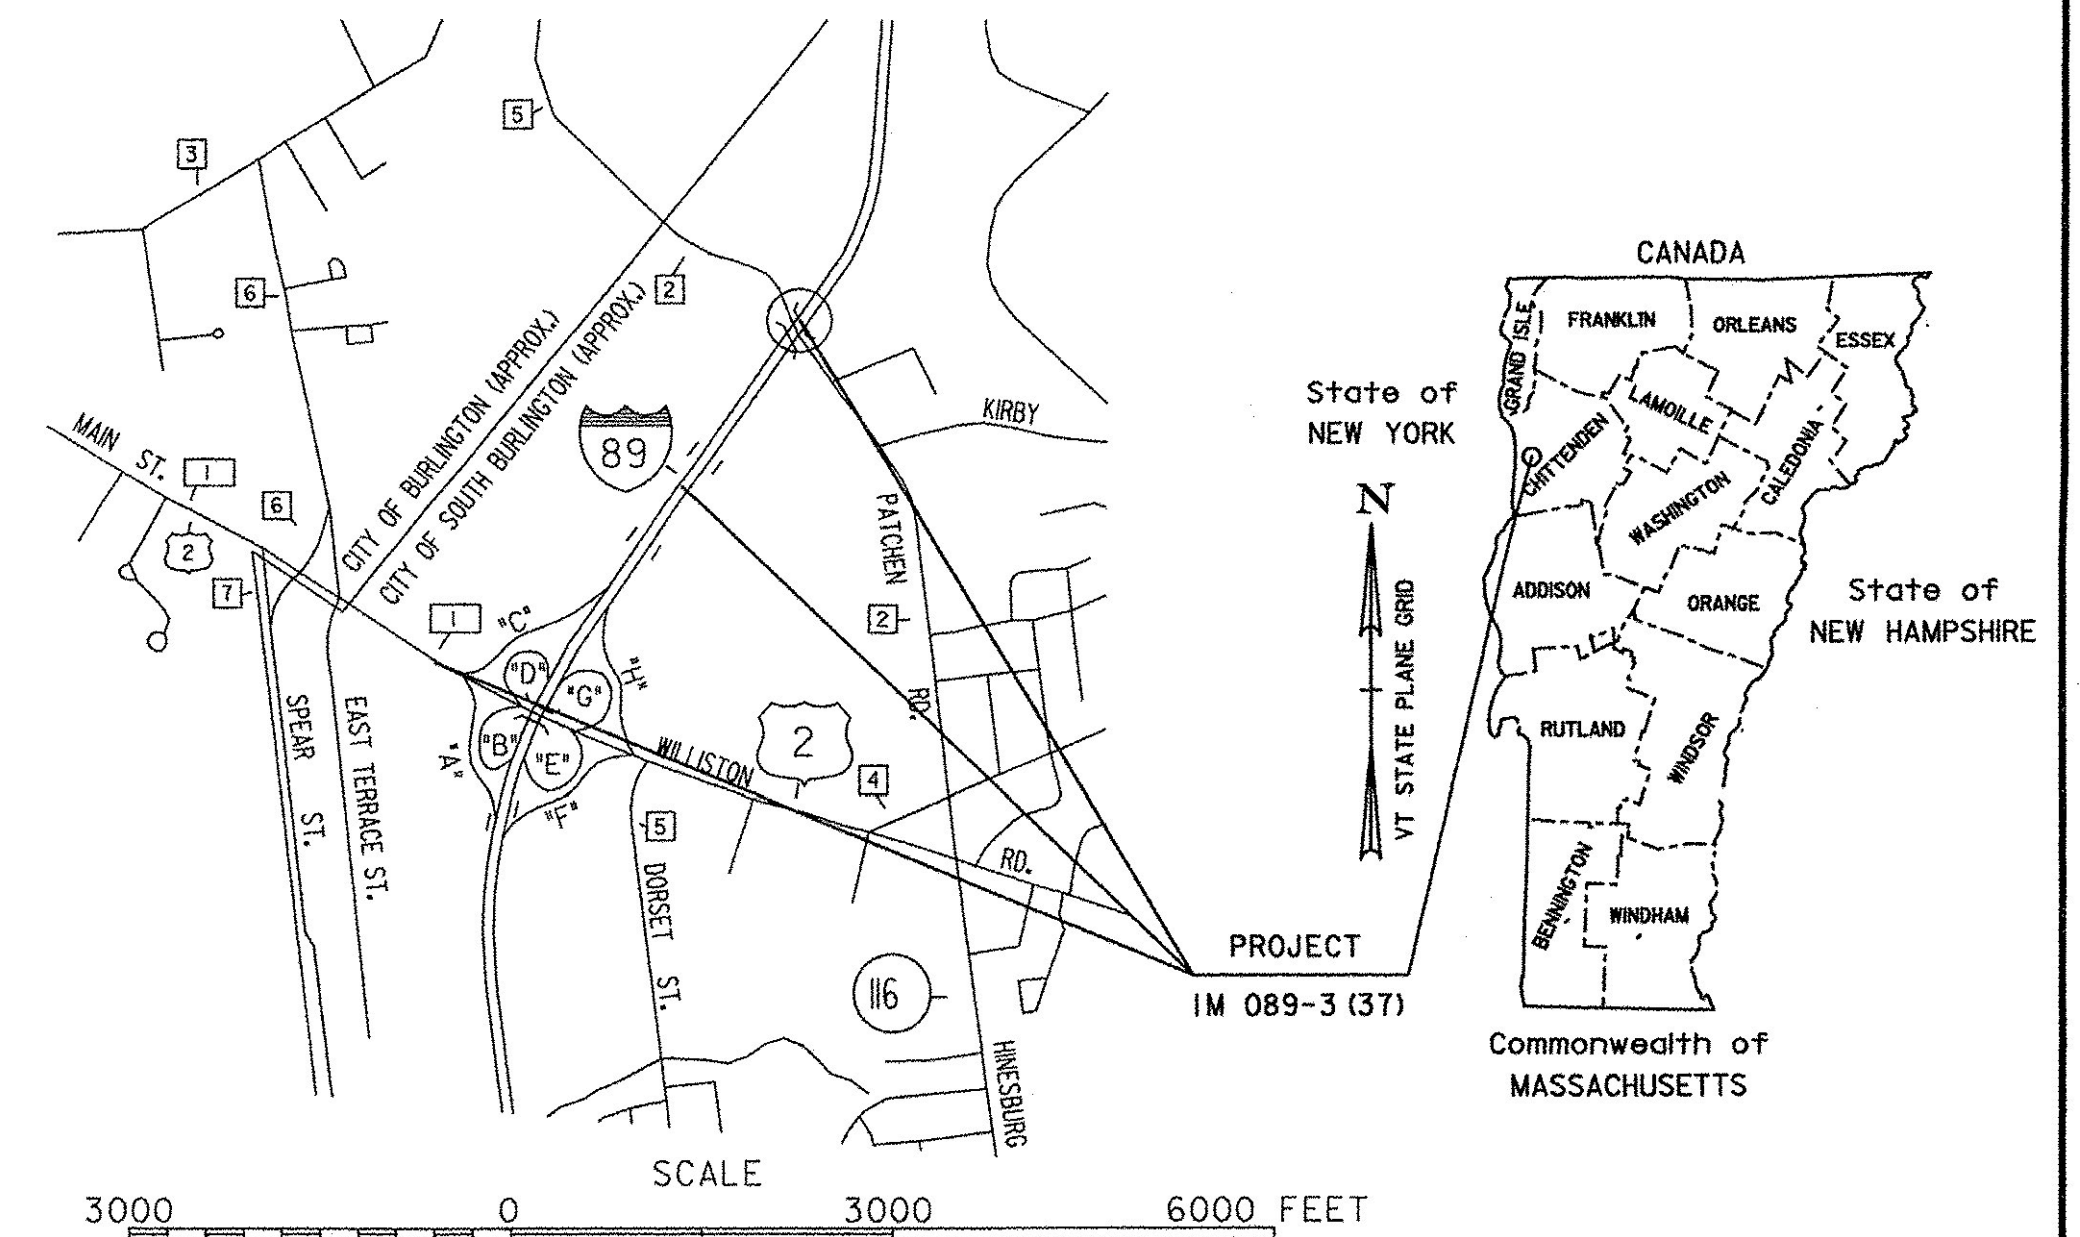 5
3
6
2
CITY OF BURLINGTON (APPROX.)
CITY OF SOUTH BURLINGTON (APPROX.)
89
KIRBY
MAIN ST.
1
6
2
7
PATCHEN RD.
2
1
"C"
"D"
"G"
"H"
"B"
"E"
"A"
"F"
WILLISTON RD.
2
4
5
SPEAR ST.
EAST TERRACE ST.
DORSET ST.
116
HINESBURG
PROJECT
IM 089-3 (37)
SCALE
3000 0 3000 6000 FEET
N
VT STATE PLANE GRID
CANADA
State of
NEW YORK
GRAND ISLE
FRANKLIN
ORLEANS
ESSEX
LAMOILLE
CHITTENDEN
CALEDONIA
WASHINGTON
ADDISON
ORANGE
State of
NEW HAMPSHIRE
RUTLAND
WINDSOR
BENNINGTON
WINDHAM
Commonwealth of
MASSACHUSETTS